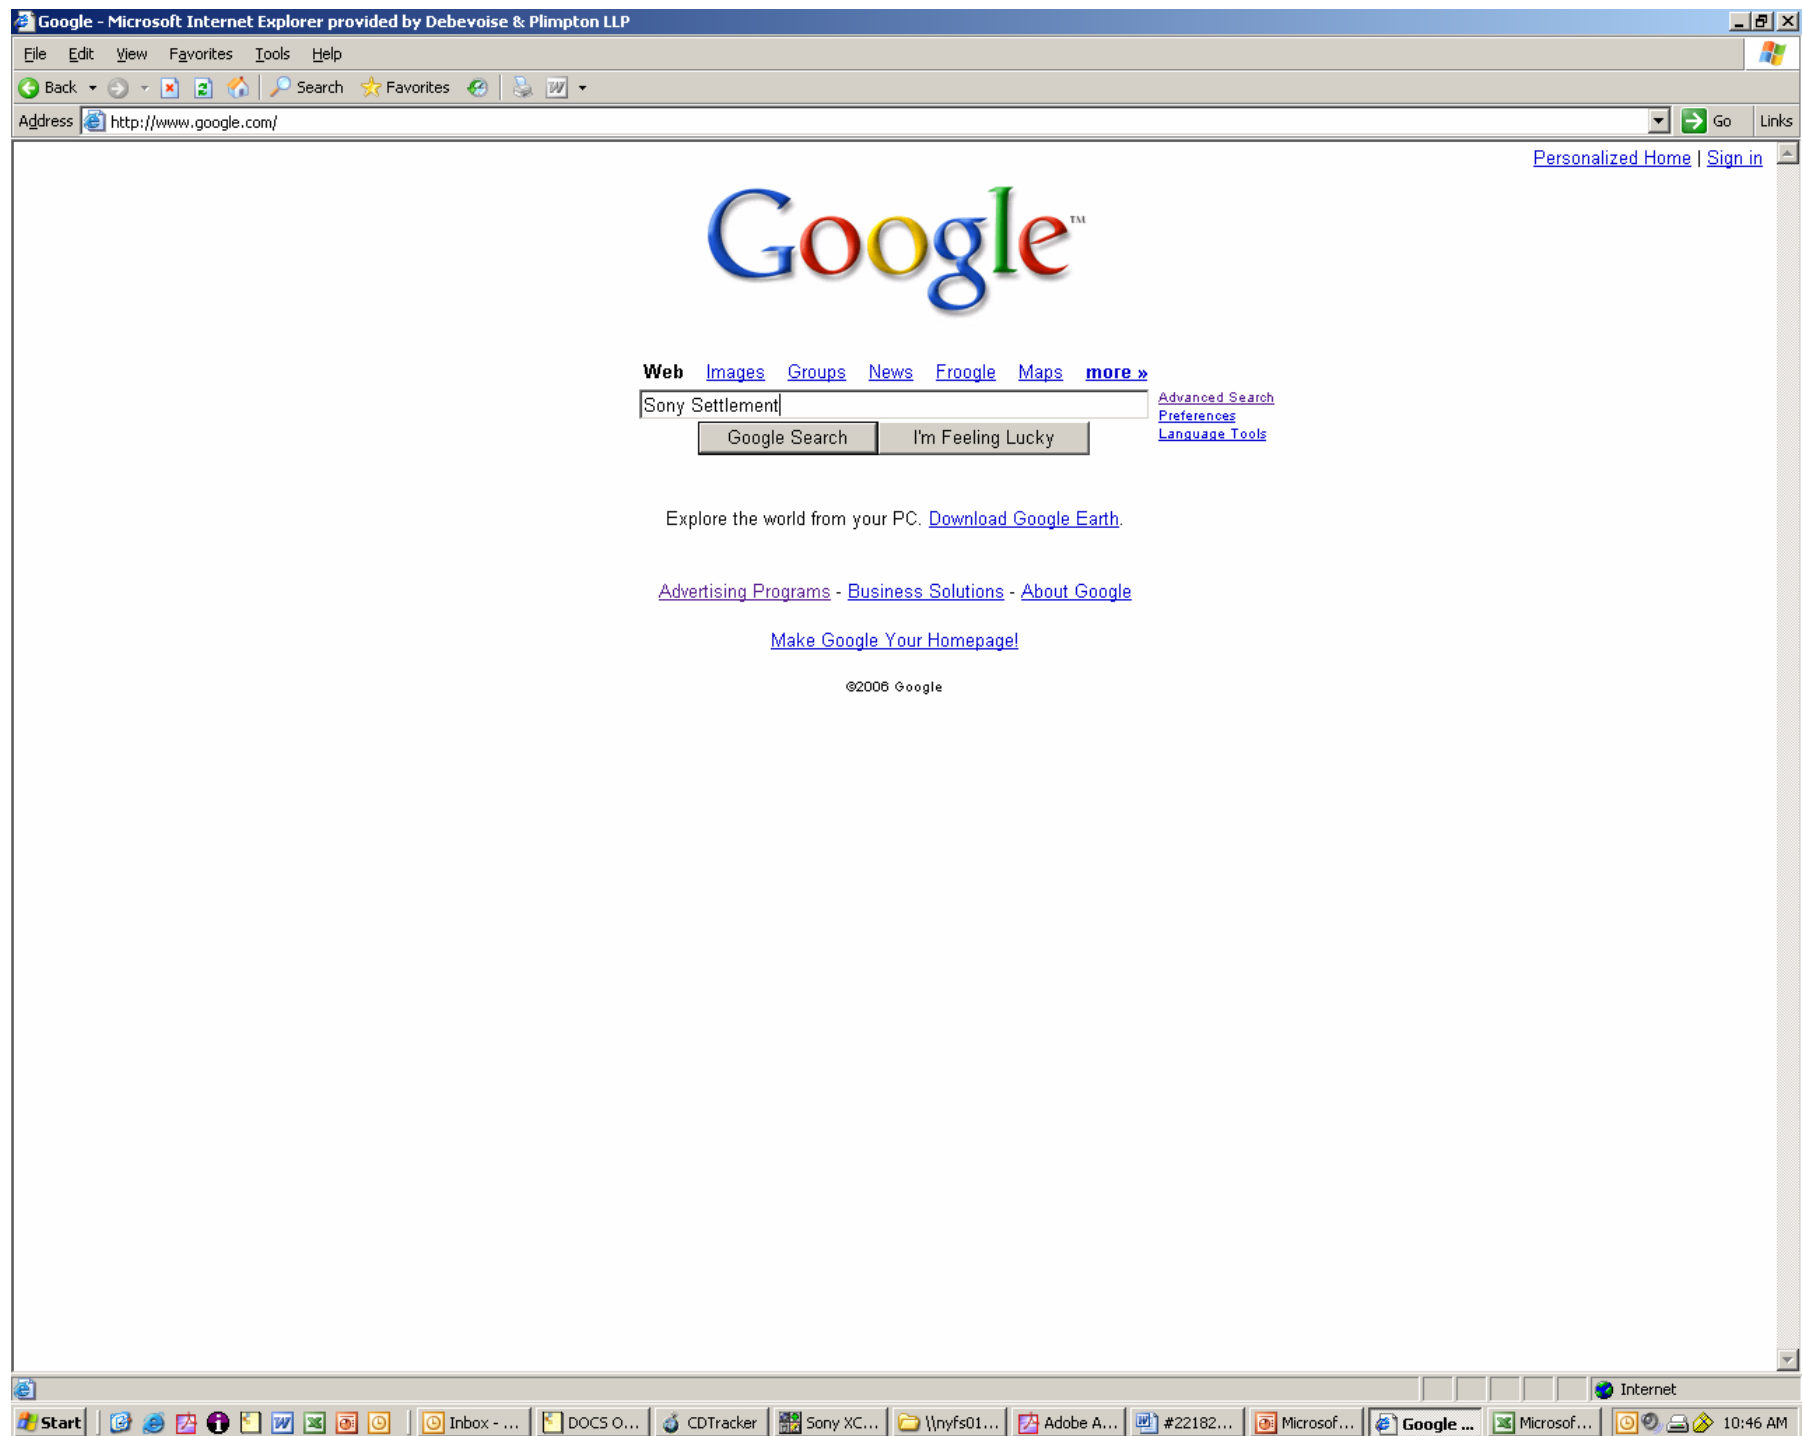 Google - Microsoft Internet Explorer provided by Debevoise & Plimpton LLP
File Edit View Favorites Tools Help
Back Search Favorites
Address http://www.google.com/ Go Links
Personalized Home | Sign in
Google™
Web Images Groups News Froogle Maps more »
Sony Settlement
Advanced Search
Preferences
Language Tools
Google Search I'm Feeling Lucky
Explore the world from your PC. Download Google Earth.
Advertising Programs - Business Solutions - About Google
Make Google Your Homepage!
©2006 Google
Internet
Start Inbox - ... DOCS O... CDTracker Sony XC... \\nyfs01... Adobe A... #22182... Microsof... Google ... Microsof... 10:46 AM